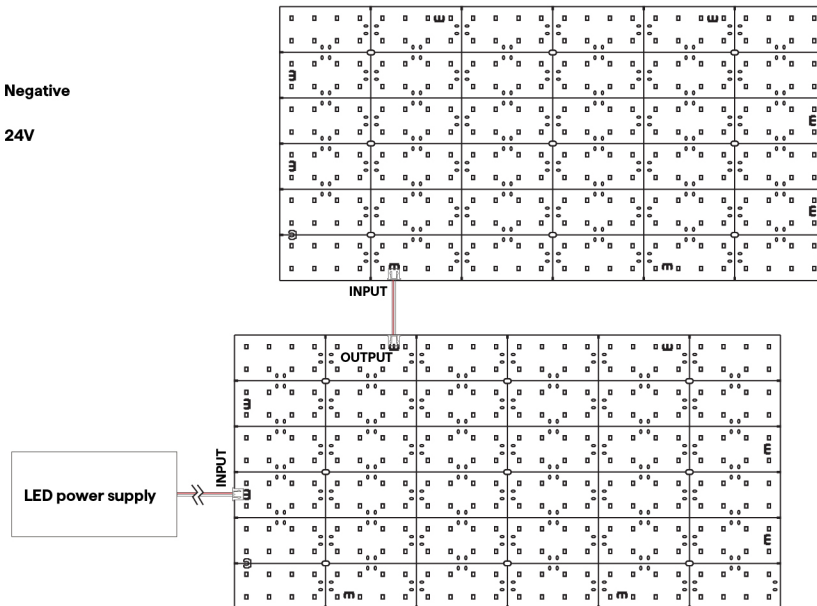 Negative
24V
INPUT
OUTPUT
INPUT
LED power supply